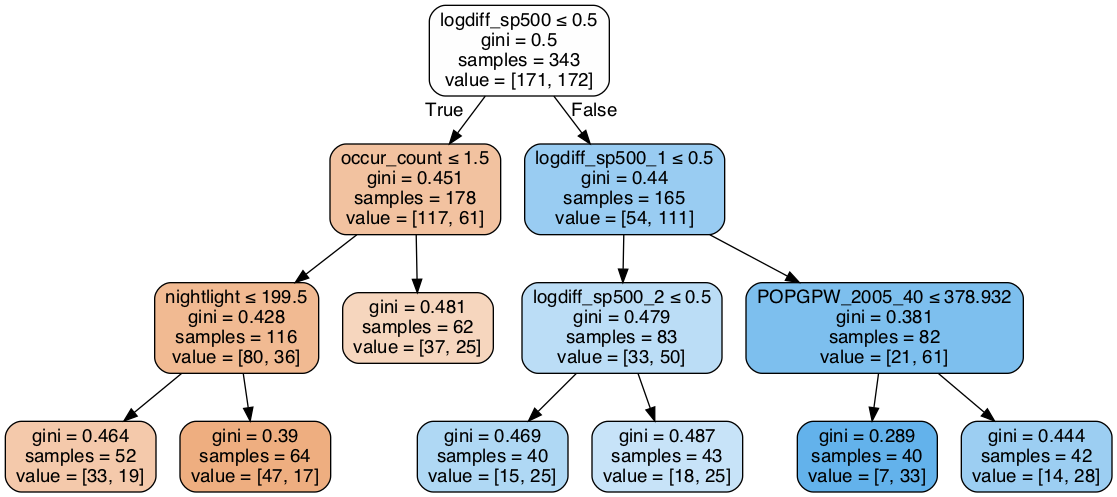 logdiff_sp500 ≤ 0.5
gini = 0.5
samples = 343
value = [171, 172]
True
False
occur_count ≤ 1.5
gini = 0.451
samples = 178
value = [117, 61]
logdiff_sp500_1 ≤ 0.5
gini = 0.44
samples = 165
value = [54, 111]
nightlight ≤ 199.5
gini = 0.428
samples = 116
value = [80, 36]
gini = 0.481
samples = 62
value = [37, 25]
logdiff_sp500_2 ≤ 0.5
gini = 0.479
samples = 83
value = [33, 50]
POPGPW_2005_40 ≤ 378.932
gini = 0.381
samples = 82
value = [21, 61]
gini = 0.464
samples = 52
value = [33, 19]
gini = 0.39
samples = 64
value = [47, 17]
gini = 0.469
samples = 40
value = [15, 25]
gini = 0.487
samples = 43
value = [18, 25]
gini = 0.289
samples = 40
value = [7, 33]
gini = 0.444
samples = 42
value = [14, 28]